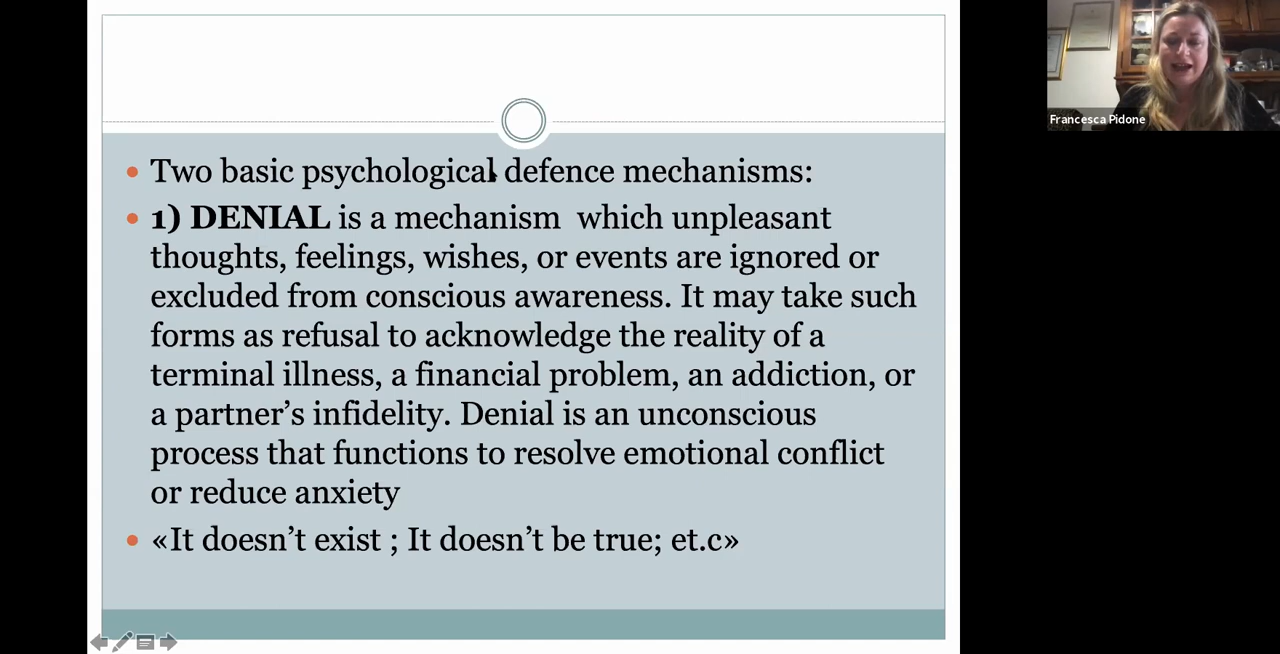 Two basic psychological defence mechanisms:
1) DENIAL is a mechanism which unpleasant
thoughts, feelings, wishes, or events are ignored or
excluded from conscious awareness. It may take such
forms as refusal to acknowledge the reality of a
terminal illness, a financial problem, an addiction, or
a partner’s infidelity. Denial is an unconscious
process that functions to resolve emotional conflict
or reduce anxiety
«It doesn’t exist ; It doesn’t be true; et.c»
Francesca Pidone